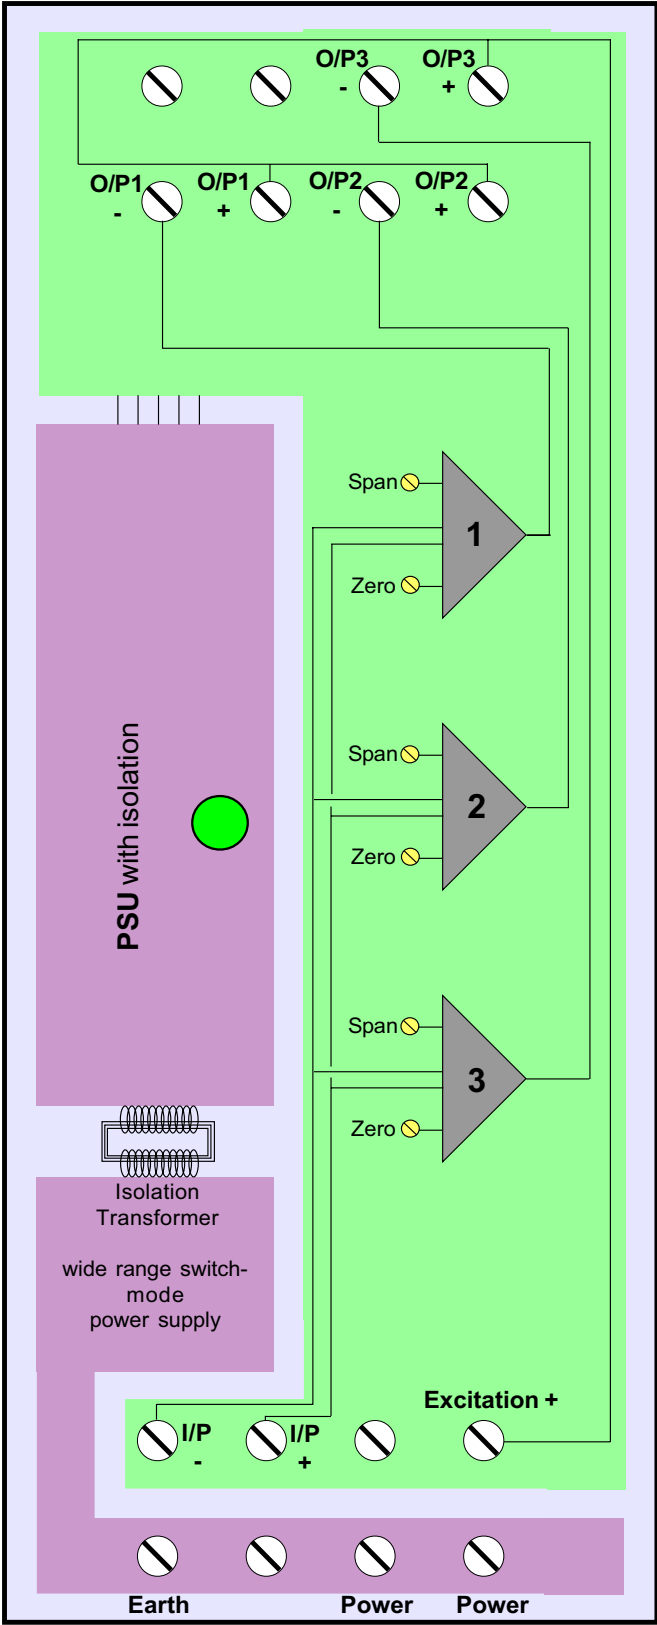 O/P3
-
O/P3
+
O/P1
-
O/P1
+
O/P2
-
O/P2
+
Span
1
Zero
PSU with isolation
Span
2
Zero
Span
3
Zero
Isolation
Transformer
wide range switch-
mode
power supply
Excitation +
I/P
-
I/P
+
Earth
Power
Power